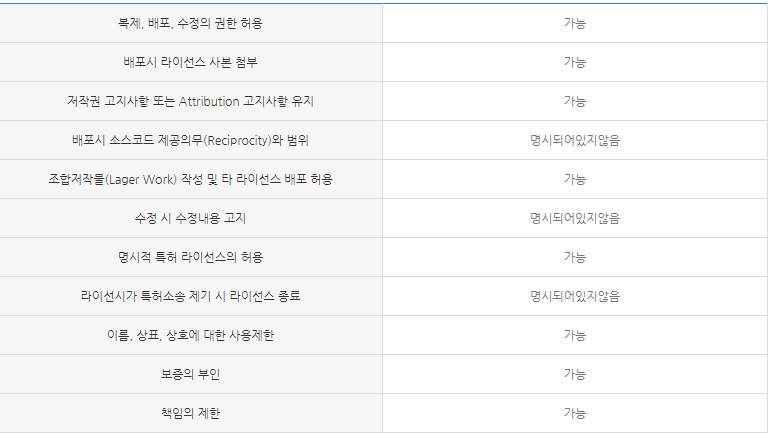 복제, 배포, 수정의 권한 허용 가능
배포시 라이선스 사본 첨부 가능
저작권 고지사항 또는 Attribution 고지사항 유지 가능
배포시 소스코드 제공의무(Reciprocity)와 범위 명시되어있지않음
조합저작물(Lager Work) 작성 및 타 라이선스 배포 허용 가능
수정 시 수정내용 고지 명시되어있지않음
명시적 특허 라이선스의 허용 가능
라이선시가 특허소송 제기 시 라이선스 종료 명시되어있지않음
이름, 상표, 상호에 대한 사용제한 가능
보증의 부인 가능
책임의 제한 가능